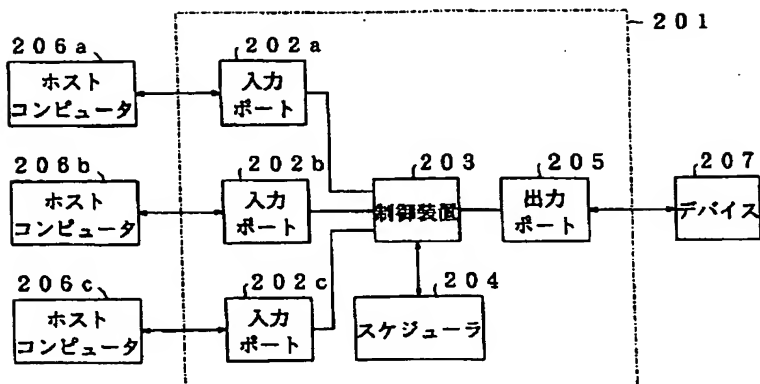 201
206a
ホスト
コンピュータ
202a
入力
ポート
206b
ホスト
コンピュータ
202b
入力
ポート
203
制御装置
205
出力
ポート
207
デバイス
206c
ホスト
コンピュータ
202c
入力
ポート
204
スケジューラ